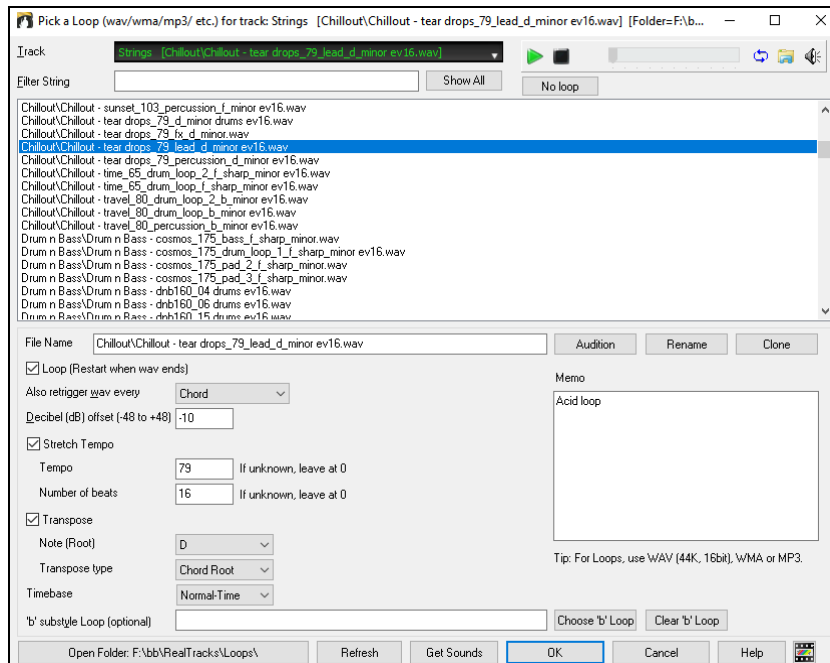 Pick a Loop (wav/wma/mp3/ etc.) for track: Strings [Chillout\Chillout - tear drops_79_lead_d_minor ev16.wav] [Folder=F:\b...
Track
Strings [Chillout\Chillout - tear drops_79_lead_d_minor ev16.wav]
Filter String
Show All
No loop
Chillout\Chillout - sunset_103_percussion_f_minor ev16.wav
Chillout\Chillout - tear drops_79_d_minor drums ev16.wav
Chillout\Chillout - tear drops_79_fx_d_minor.wav
Chillout\Chillout - tear drops_79_lead_d_minor ev16.wav
Chillout\Chillout - tear drops_79_percussion_d_minor ev16.wav
Chillout\Chillout - time_65_drum_loop_2_f_sharp_minor ev16.wav
Chillout\Chillout - time_65_drum_loop_f_sharp_minor ev16.wav
Chillout\Chillout - travel_80_drum_loop_2_b_minor ev16.wav
Chillout\Chillout - travel_80_drum_loop_b_minor ev16.wav
Chillout\Chillout - travel_80_percussion_b_minor ev16.wav
Drum n Bass\Drum n Bass - cosmos_175_bass_f_sharp_minor.wav
Drum n Bass\Drum n Bass - cosmos_175_drum_loop_1_f_sharp_minor ev16.wav
Drum n Bass\Drum n Bass - cosmos_175_pad_2_f_sharp_minor.wav
Drum n Bass\Drum n Bass - cosmos_175_pad_3_f_sharp_minor.wav
Drum n Bass\Drum n Bass - dnb160_04 drums ev16.wav
Drum n Bass\Drum n Bass - dnb160_06 drums ev16.wav
Drum n Bass\Drum n Bass - dnb160_15 drums ev16.wav
File Name Chillout\Chillout - tear drops_79_lead_d_minor ev16.wav Audition Rename Clone
Loop (Restart when wav ends)
Memo
Also retrigger wav every Chord
Acid loop
Decibel (dB) offset (-48 to +48) -10
Stretch Tempo
Tempo 79 If unknown, leave at 0
Number of beats 16 If unknown, leave at 0
Transpose
Note (Root) D
Tip: For Loops, use WAV (44K, 16bit), WMA or MP3.
Transpose type Chord Root
Timebase Normal-Time
'b' substyle Loop (optional) Choose 'b' Loop Clear 'b' Loop
Open Folder: F:\bb\RealTracks\Loops\ Refresh Get Sounds OK Cancel Help